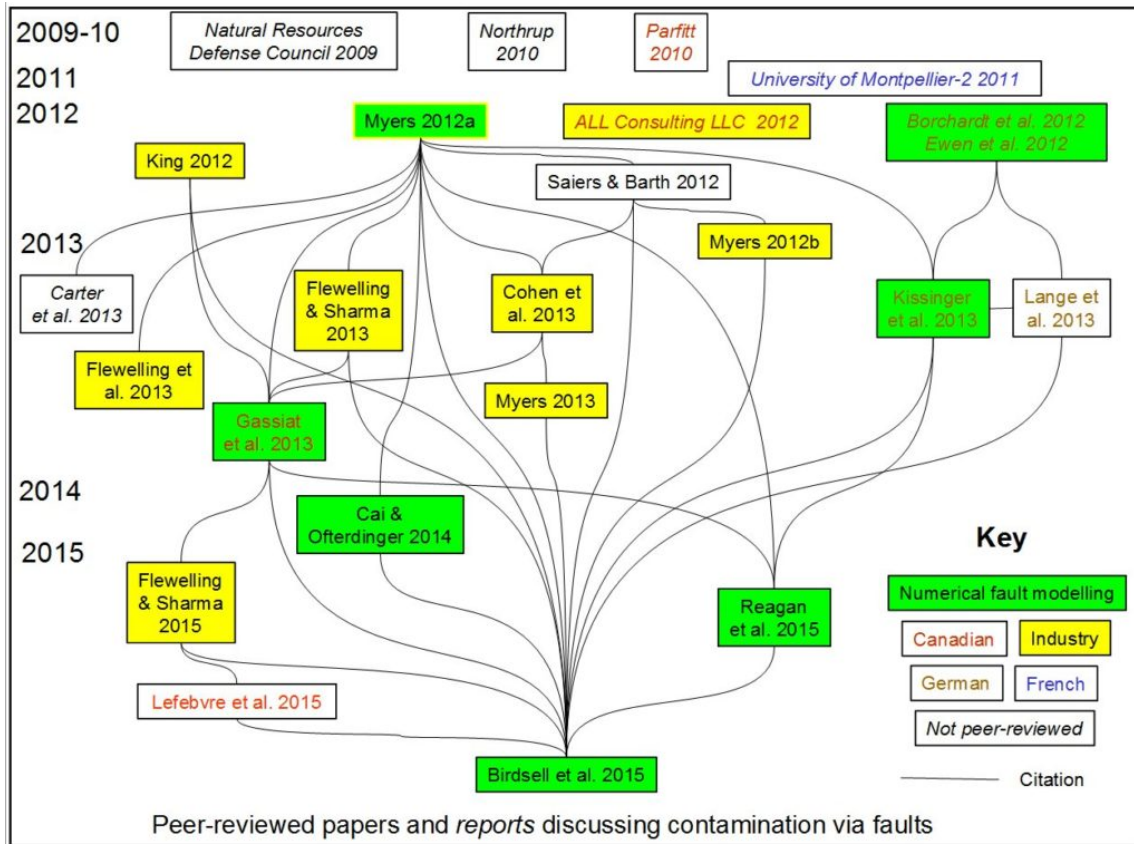 2009-10
Natural Resources
Defense Council 2009
Northrup
2010
Parfitt
2010
2011
University of Montpellier-2 2011
2012
Myers 2012a
ALL Consulting LLC 2012
Borchardt et al. 2012
Ewen et al. 2012
King 2012
Saiers & Barth 2012
Myers 2012b
2013
Carter
et al. 2013
Flewelling
& Sharma
2013
Cohen et
al. 2013
Kissinger
et al. 2013
Lange et
al. 2013
Flewelling et
al. 2013
Myers 2013
Gassiat
et al. 2013
2014
Cai &
Ofterdinger 2014
2015
Flewelling
& Sharma
2015
Reagan
et al. 2015
Lefebvre et al. 2015
Birdsell et al. 2015
Key
Numerical fault modelling
Canadian
Industry
German
French
Not peer-reviewed
Citation
Peer-reviewed papers and reports discussing contamination via faults